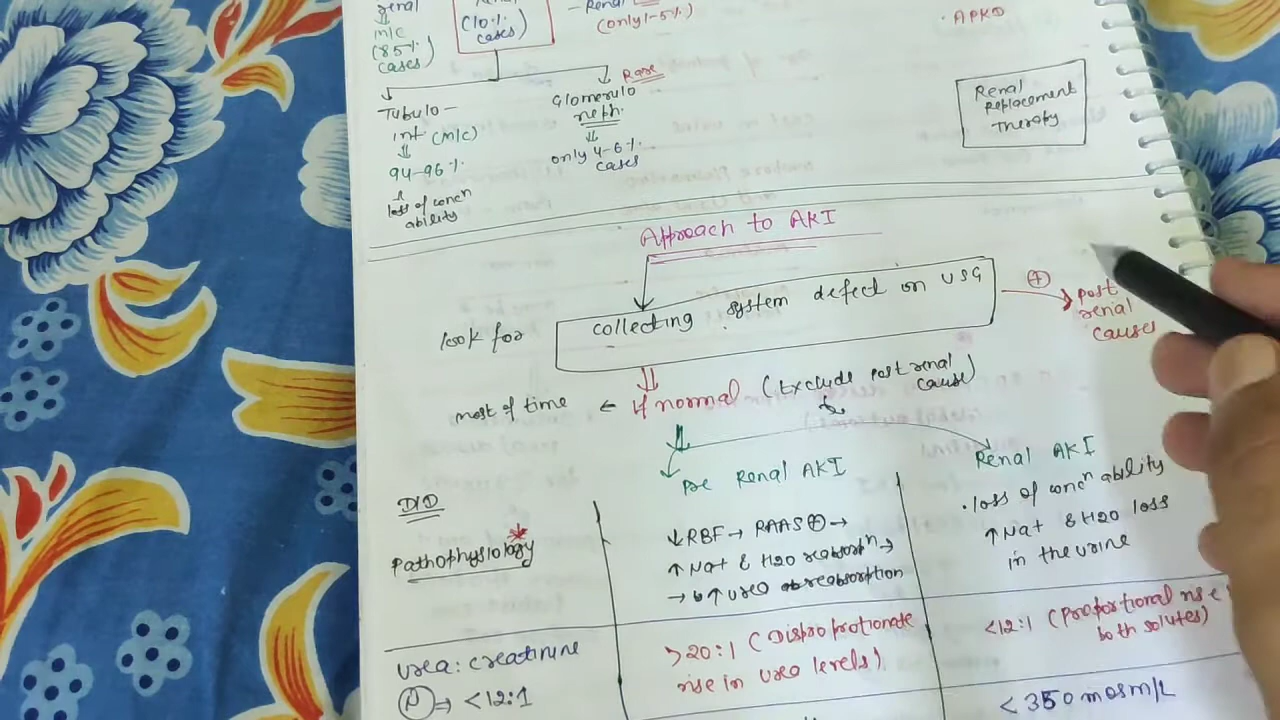 renal
m/c
(85%
cases)
(10%
cases)
- Renal
(only 1-5%)
• APKD
Tubulo-
int (m/c)
94-96%
loss of concn
ability
Rare
Glomerulo
neph.
only 4-6%
cases
Renal
Replacement
Therapy
Approach to AKI
look for
collecting system defect on USG
(+)
post
renal
causes
most of time ← if normal (Exclude post renal
cause)
Pre Renal AKI
Renal AKI
D/D
Pathophysiology *
↓RBF → RAAS (+) →
↑ Na+ & H2O reabsorpn →
→ ↑ urea reabsorption
• loss of concn ability
↑ Na+ & H2O loss
in the urine
Urea: creatinine
(N) → <12:1
>20:1 (Disproprotionate
rise in urea levels)
<12:1 (Proportional rise
both solutes)
< 350 mosm/L